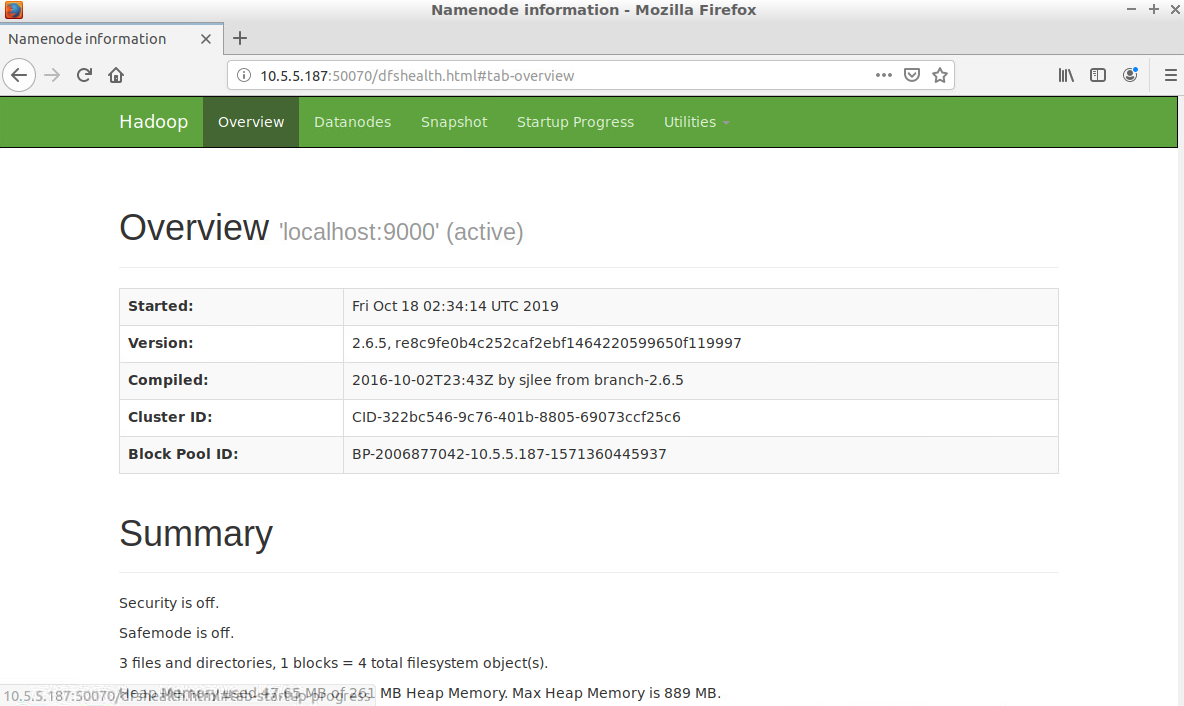 Namenode information - Mozilla Firefox
Namenode information
10.5.5.187:50070/dfshealth.html#tab-overview
Hadoop Overview Datanodes Snapshot Startup Progress Utilities
Overview 'localhost:9000' (active)
Started: Fri Oct 18 02:34:14 UTC 2019
Version: 2.6.5, re8c9fe0b4c252caf2ebf1464220599650f119997
Compiled: 2016-10-02T23:43Z by sjlee from branch-2.6.5
Cluster ID: CID-322bc546-9c76-401b-8805-69073ccf25c6
Block Pool ID: BP-2006877042-10.5.5.187-1571360445937
Summary
Security is off.
Safemode is off.
3 files and directories, 1 blocks = 4 total filesystem object(s).
Heap Memory used 47.65 MB of 261 MB Heap Memory. Max Heap Memory is 889 MB.
10.5.5.187:50070/dfshealth.html#tab-startup-progress